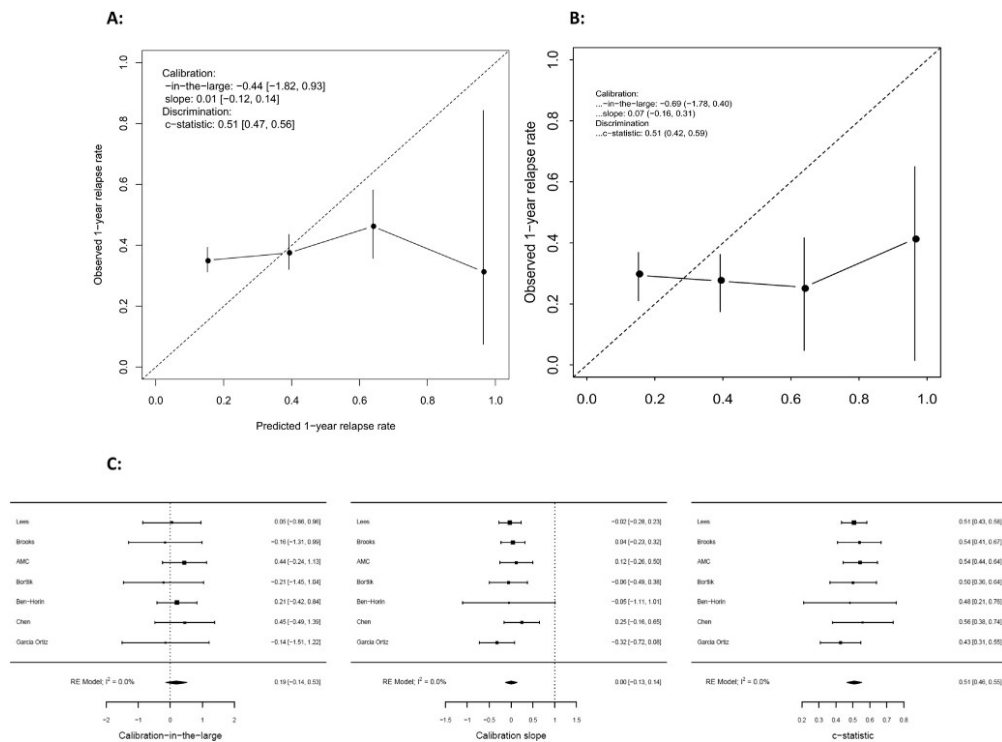 A:
Calibration:
-in-the-large: −0.44 [−1.82, 0.93]
slope: 0.01 [−0.12, 0.14]
Discrimination:
c-statistic: 0.51 [0.47, 0.56]
Observed 1−year relapse rate
0.0 0.2 0.4 0.6 0.8 1.0
0.0 0.2 0.4 0.6 0.8 1.0
Predicted 1−year relapse rate
B:
Calibration:
...−in-the-large: −0.69 (−1.78, 0.40)
...slope: 0.07 (−0.16, 0.31)
Discrimination
...c−statistic: 0.51 (0.42, 0.59)
Observed 1−year relapse rate
0.0 0.2 0.4 0.6 0.8 1.0
0.0 0.2 0.4 0.6 0.8 1.0
C:
Lees 0.05 [−0.86, 0.96]
Brooks −0.16 [−1.31, 0.99]
AMC 0.44 [−0.24, 1.13]
Bortlik −0.21 [−1.45, 1.04]
Ben−Horin 0.21 [−0.42, 0.84]
Chen 0.45 [−0.49, 1.39]
Garcia Ortiz −0.14 [−1.51, 1.22]
RE Model; I² = 0.0% 0.19 [−0.14, 0.53]
−2 −1 0 1 2
Calibration−in−the−large
Lees −0.02 [−0.28, 0.23]
Brooks 0.04 [−0.23, 0.32]
AMC 0.12 [−0.26, 0.50]
Bortlik −0.06 [−0.49, 0.38]
Ben−Horin −0.05 [−1.11, 1.01]
Chen 0.25 [−0.16, 0.65]
Garcia Ortiz −0.32 [−0.72, 0.08]
RE Model; I² = 0.0% 0.00 [−0.13, 0.14]
−1.5 −1 −0.5 0 0.5 1 1.5
Calibration slope
Lees 0.51 [0.43, 0.58]
Brooks 0.54 [0.41, 0.67]
AMC 0.54 [0.44, 0.64]
Bortlik 0.50 [0.36, 0.64]
Ben−Horin 0.48 [0.21, 0.76]
Chen 0.56 [0.38, 0.74]
Garcia Ortiz 0.43 [0.31, 0.55]
RE Model; I² = 0.0% 0.51 [0.46, 0.55]
0.2 0.4 0.5 0.6 0.7 0.8
c−statistic